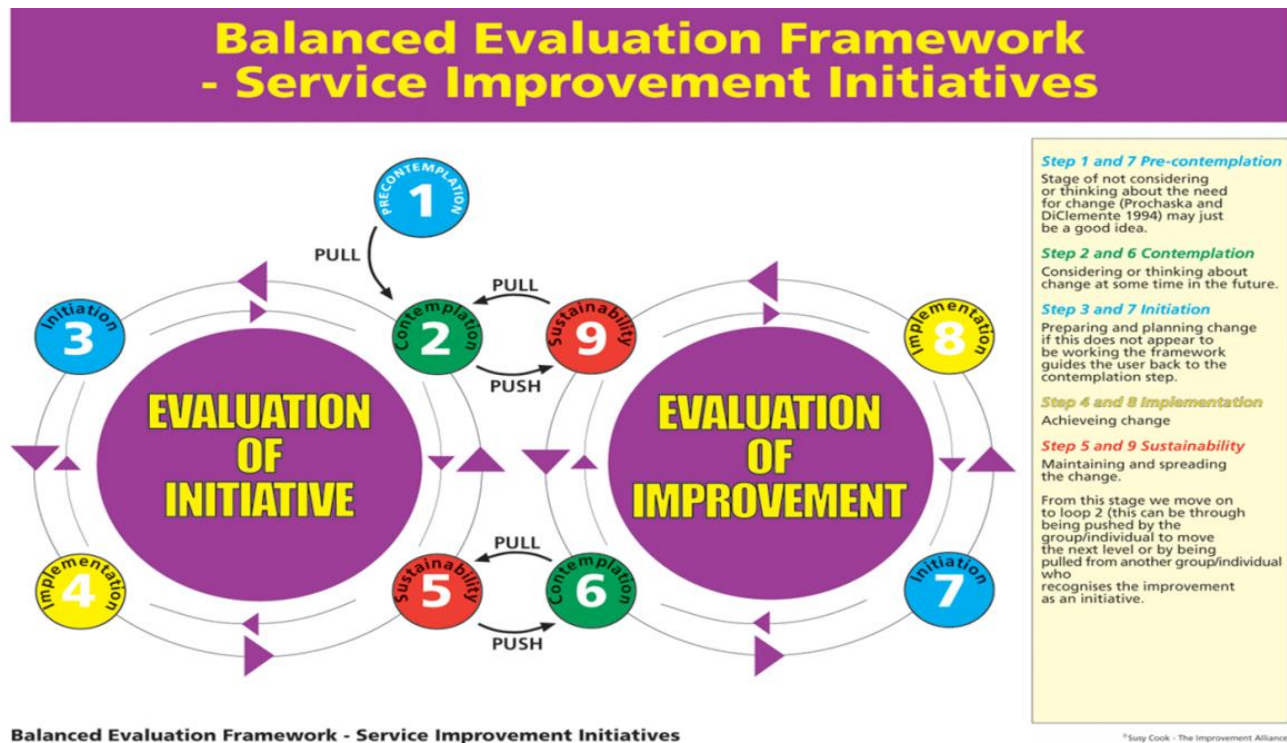 Balanced Evaluation Framework
- Service Improvement Initiatives
PRECONTEMPLATION
1
PULL
Initiation
3
Contemplation
2
PULL
PUSH
Sustainability
9
Implementation
8
EVALUATION
OF
INITIATIVE
EVALUATION
OF
IMPROVEMENT
Implementation
4
Sustainability
5
PULL
PUSH
Contemplation
6
Initiation
7
Step 1 and 7 Pre-contemplation
Stage of not considering
or thinking about the need
for change (Prochaska and
DiClemente 1994) may just
be a good idea.
Step 2 and 6 Contemplation
Considering or thinking about
change at some time in the future.
Step 3 and 7 Initiation
Preparing and planning change
if this does not appear to
be working the framework
guides the user back to the
contemplation step.
Step 4 and 8 Implementation
Achieveing change
Step 5 and 9 Sustainability
Maintaining and spreading
the change.
From this stage we move on
to loop 2 (this can be through
being pushed by the
group/individual to move
the next level or by being
pulled from another group/individual
who
recognises the improvement
as an initiative.
Balanced Evaluation Framework - Service Improvement Initiatives
©Susy Cook - The Improvement Alliance